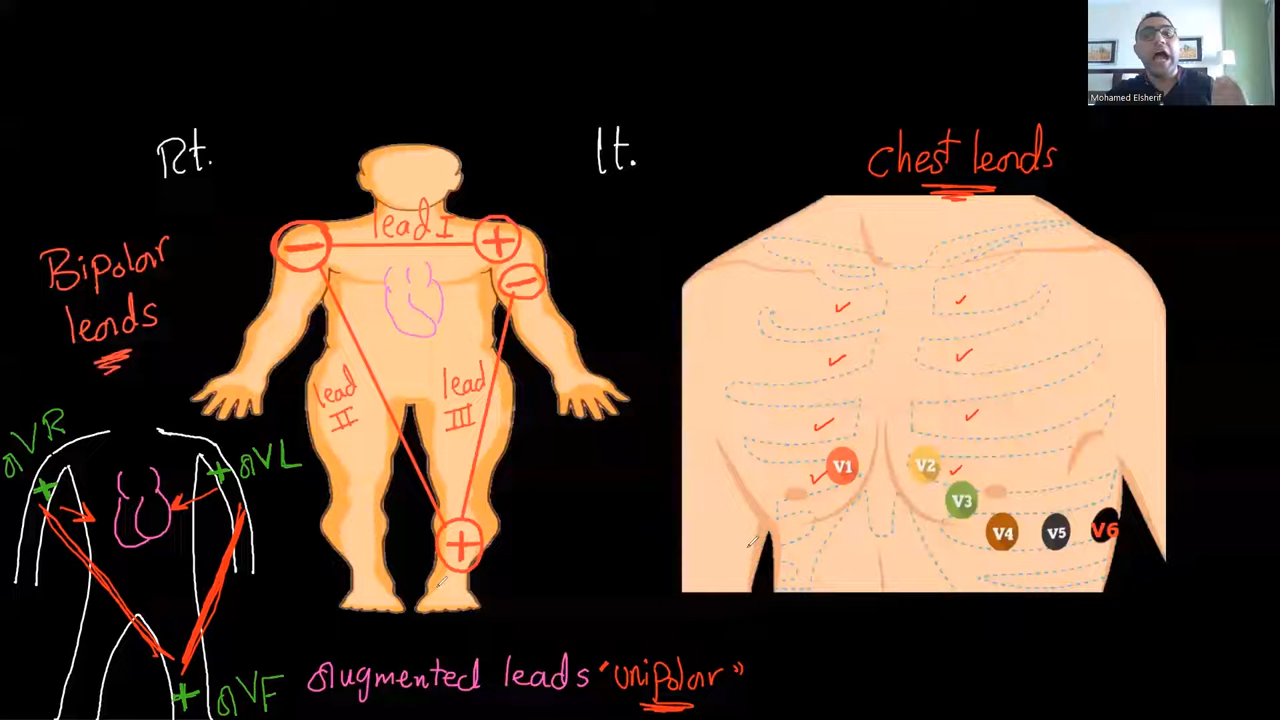 Mohamed Elsherif
Rt.
lt.
Chest leads
Bipolar
leads
lead I
−
+
−
lead
II
lead
III
+
aVR
+
aVL
+
aVF
+
V1
V2
V3
V4
V5
V6
augmented leads "unipolar"